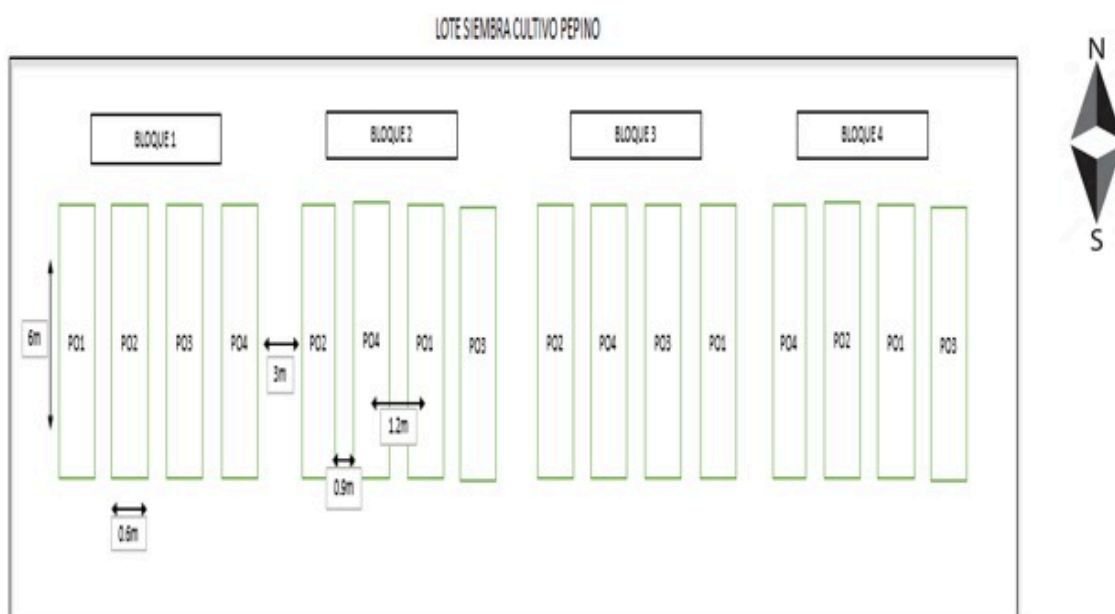 LOTE SIEMBRA CULTIVO PEPINO
N
S
BLOQUE 1
BLOQUE 2
BLOQUE 3
BLOQUE 4
PO1
PO2
PO3
PO4
PO2
PO4
PO1
PO3
PO2
PO4
PO3
PO1
PO4
PO2
PO1
PO3
6m
3m
1.2m
0.9m
0.6m